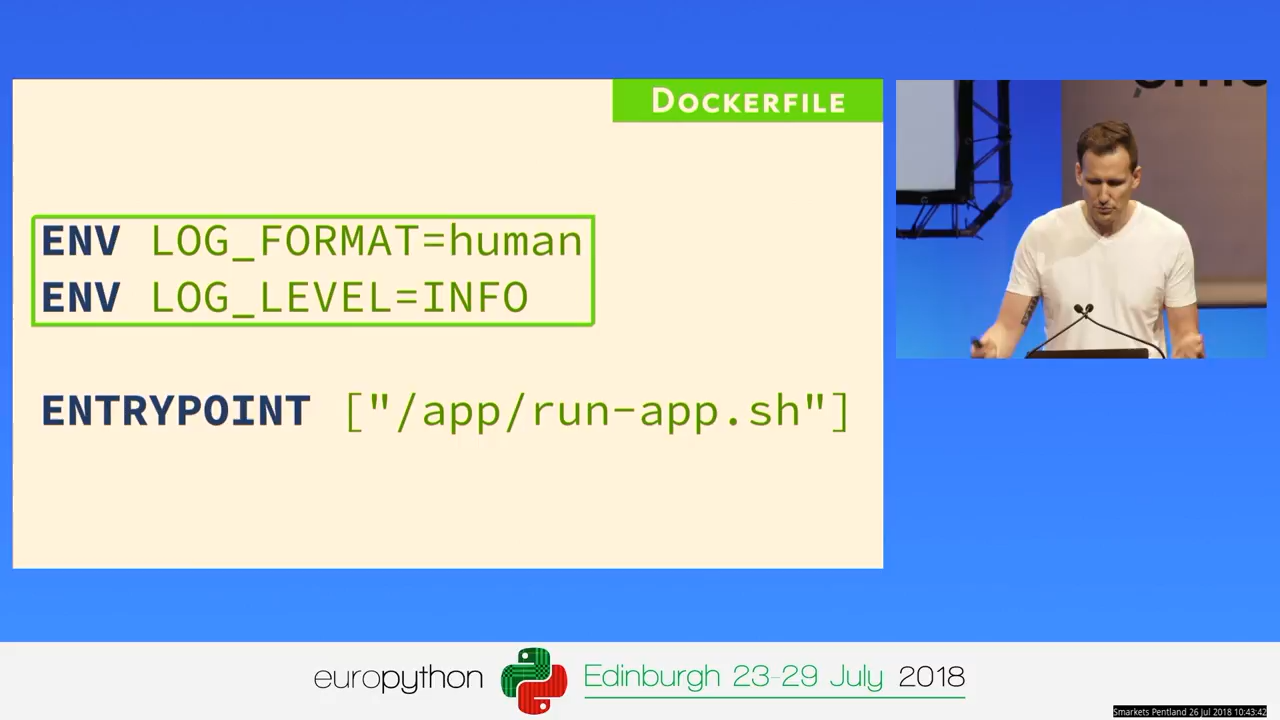 DOCKERFILE
ENV LOG_FORMAT=human
ENV LOG_LEVEL=INFO
ENTRYPOINT ["/app/run-app.sh"]
europython Edinburgh 23-29 July 2018
Smarkets Pentland 26 Jul 2018 10:43:42